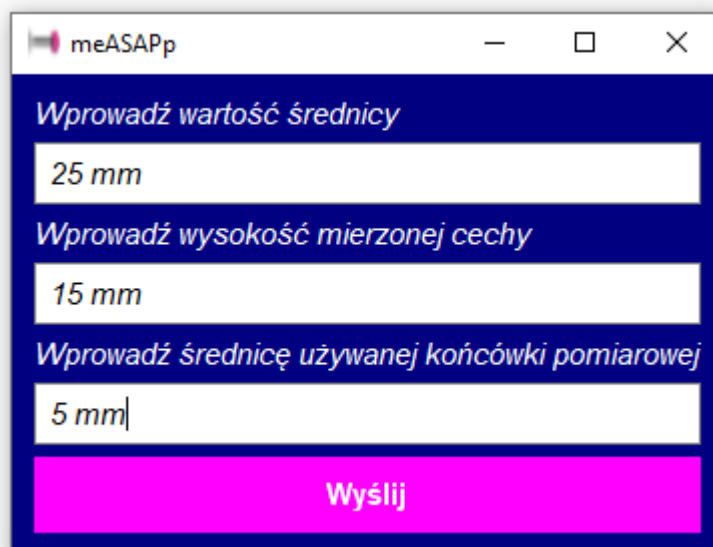 meASAPp
Wprowadź wartość średnicy
25 mm
Wprowadź wysokość mierzonej cechy
15 mm
Wprowadź średnicę używanej końcówki pomiarowej
5 mm
Wyślij